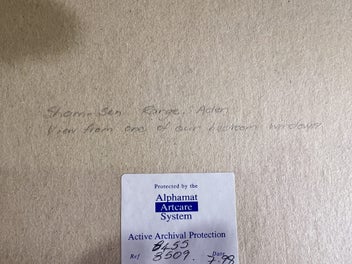 Sham-Sen Range, Aden
View from one of our bedroom windows
Protected by the
Alphamat
Artcare
System
Active Archival Protection
8455
Ref 8509. Date 7.98